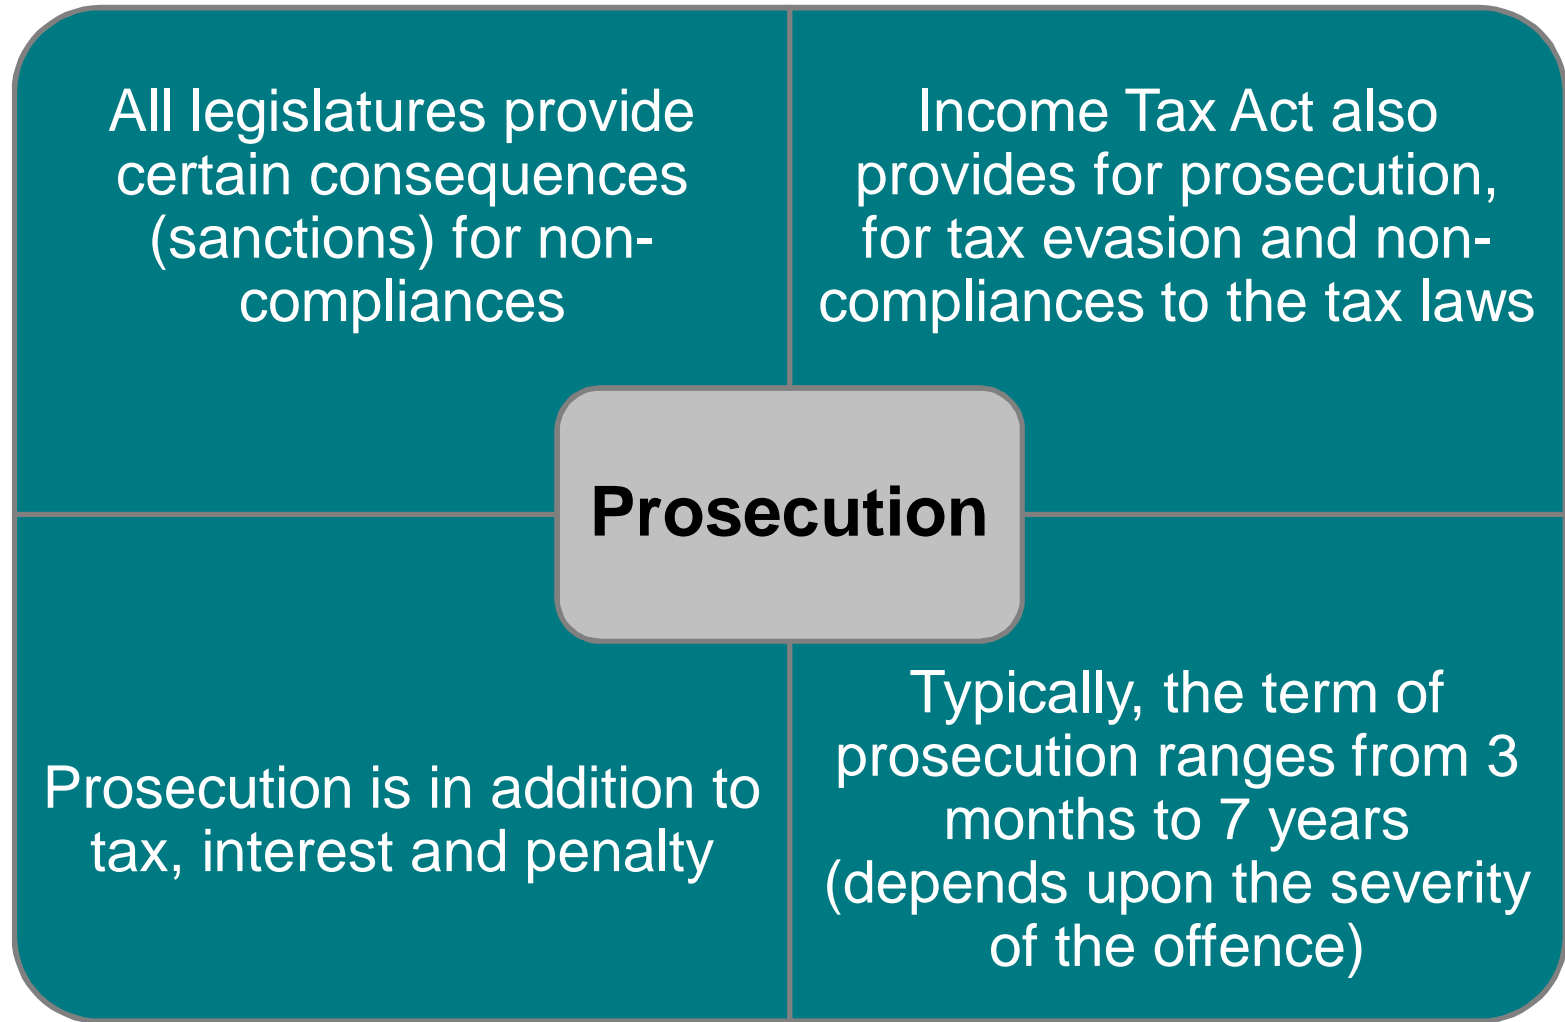 All legislatures provide
certain consequences
(sanctions) for non-
compliances
Income Tax Act also
provides for prosecution,
for tax evasion and non-
compliances to the tax laws
Prosecution
Prosecution is in addition to
tax, interest and penalty
Typically, the term of
prosecution ranges from 3
months to 7 years
(depends upon the severity
of the offence)